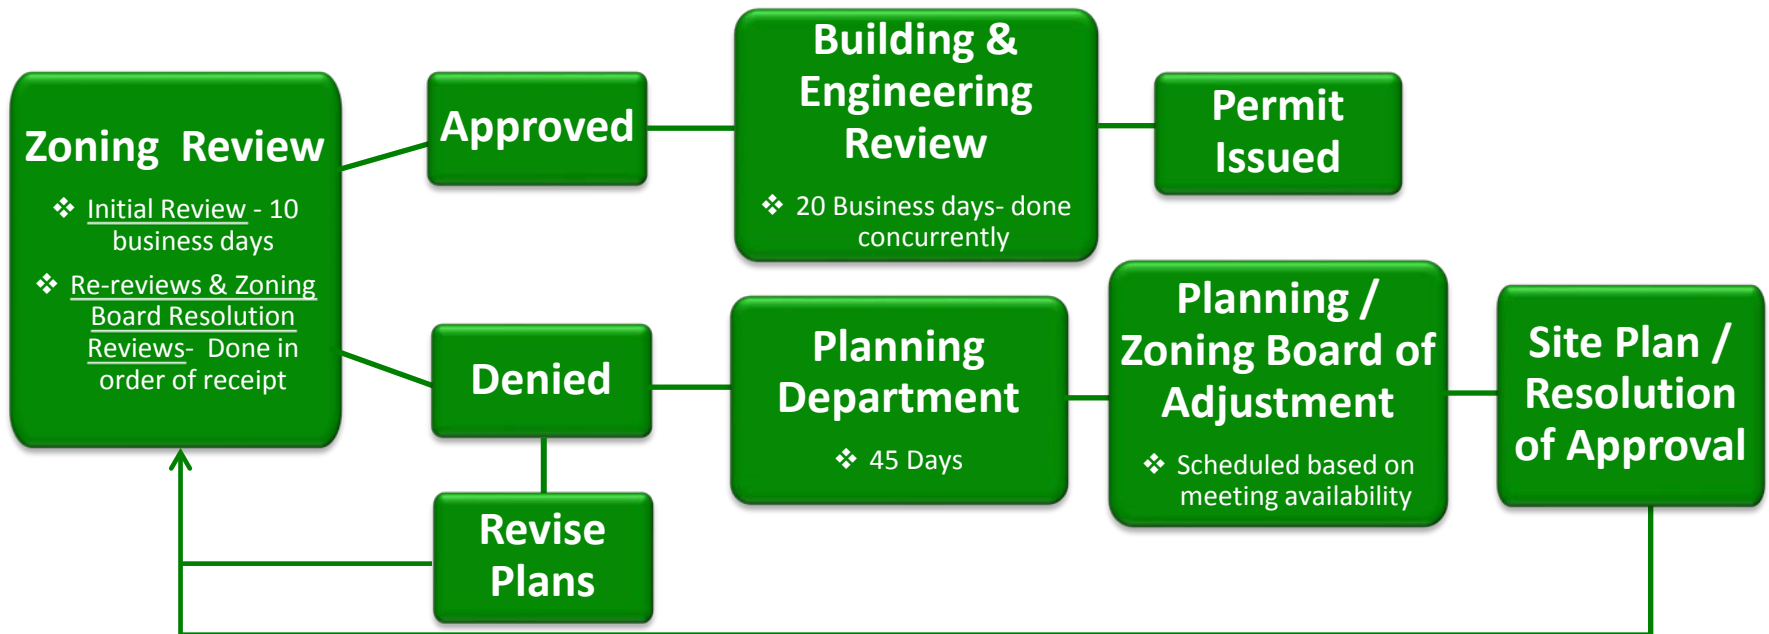 Zoning Review
❖ Initial Review - 10
business days
❖ Re-reviews & Zoning
Board Resolution
Reviews- Done in
order of receipt
Approved
Building &
Engineering
Review
❖ 20 Business days- done
concurrently
Permit
Issued
Denied
Planning
Department
❖ 45 Days
Planning /
Zoning Board of
Adjustment
❖ Scheduled based on
meeting availability
Site Plan /
Resolution
of Approval
Revise
Plans